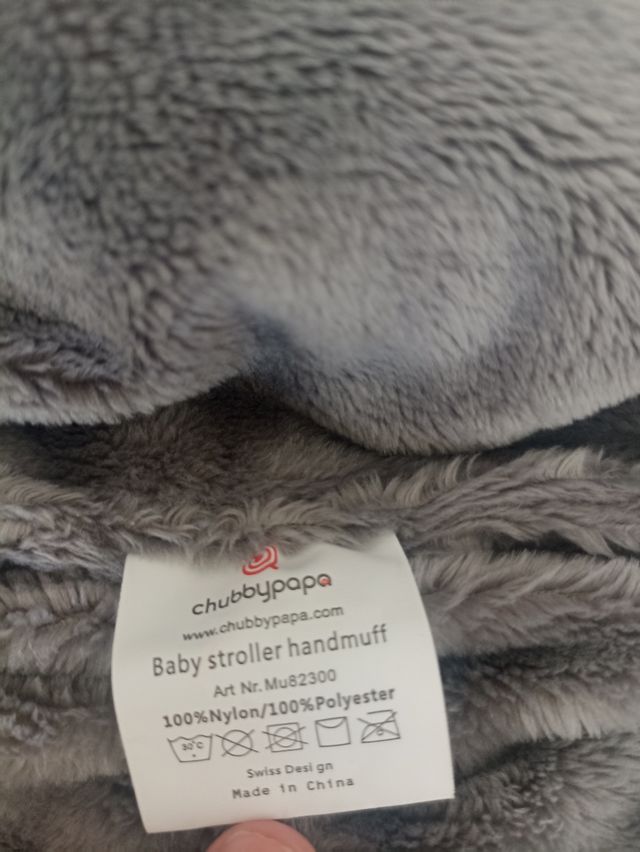 chubbypapa
www.chubbypapa.com
Baby stroller handmuff
Art Nr. Mu82300
100%Nylon/100%Polyester
30°C
Swiss Desi gn
Made in China